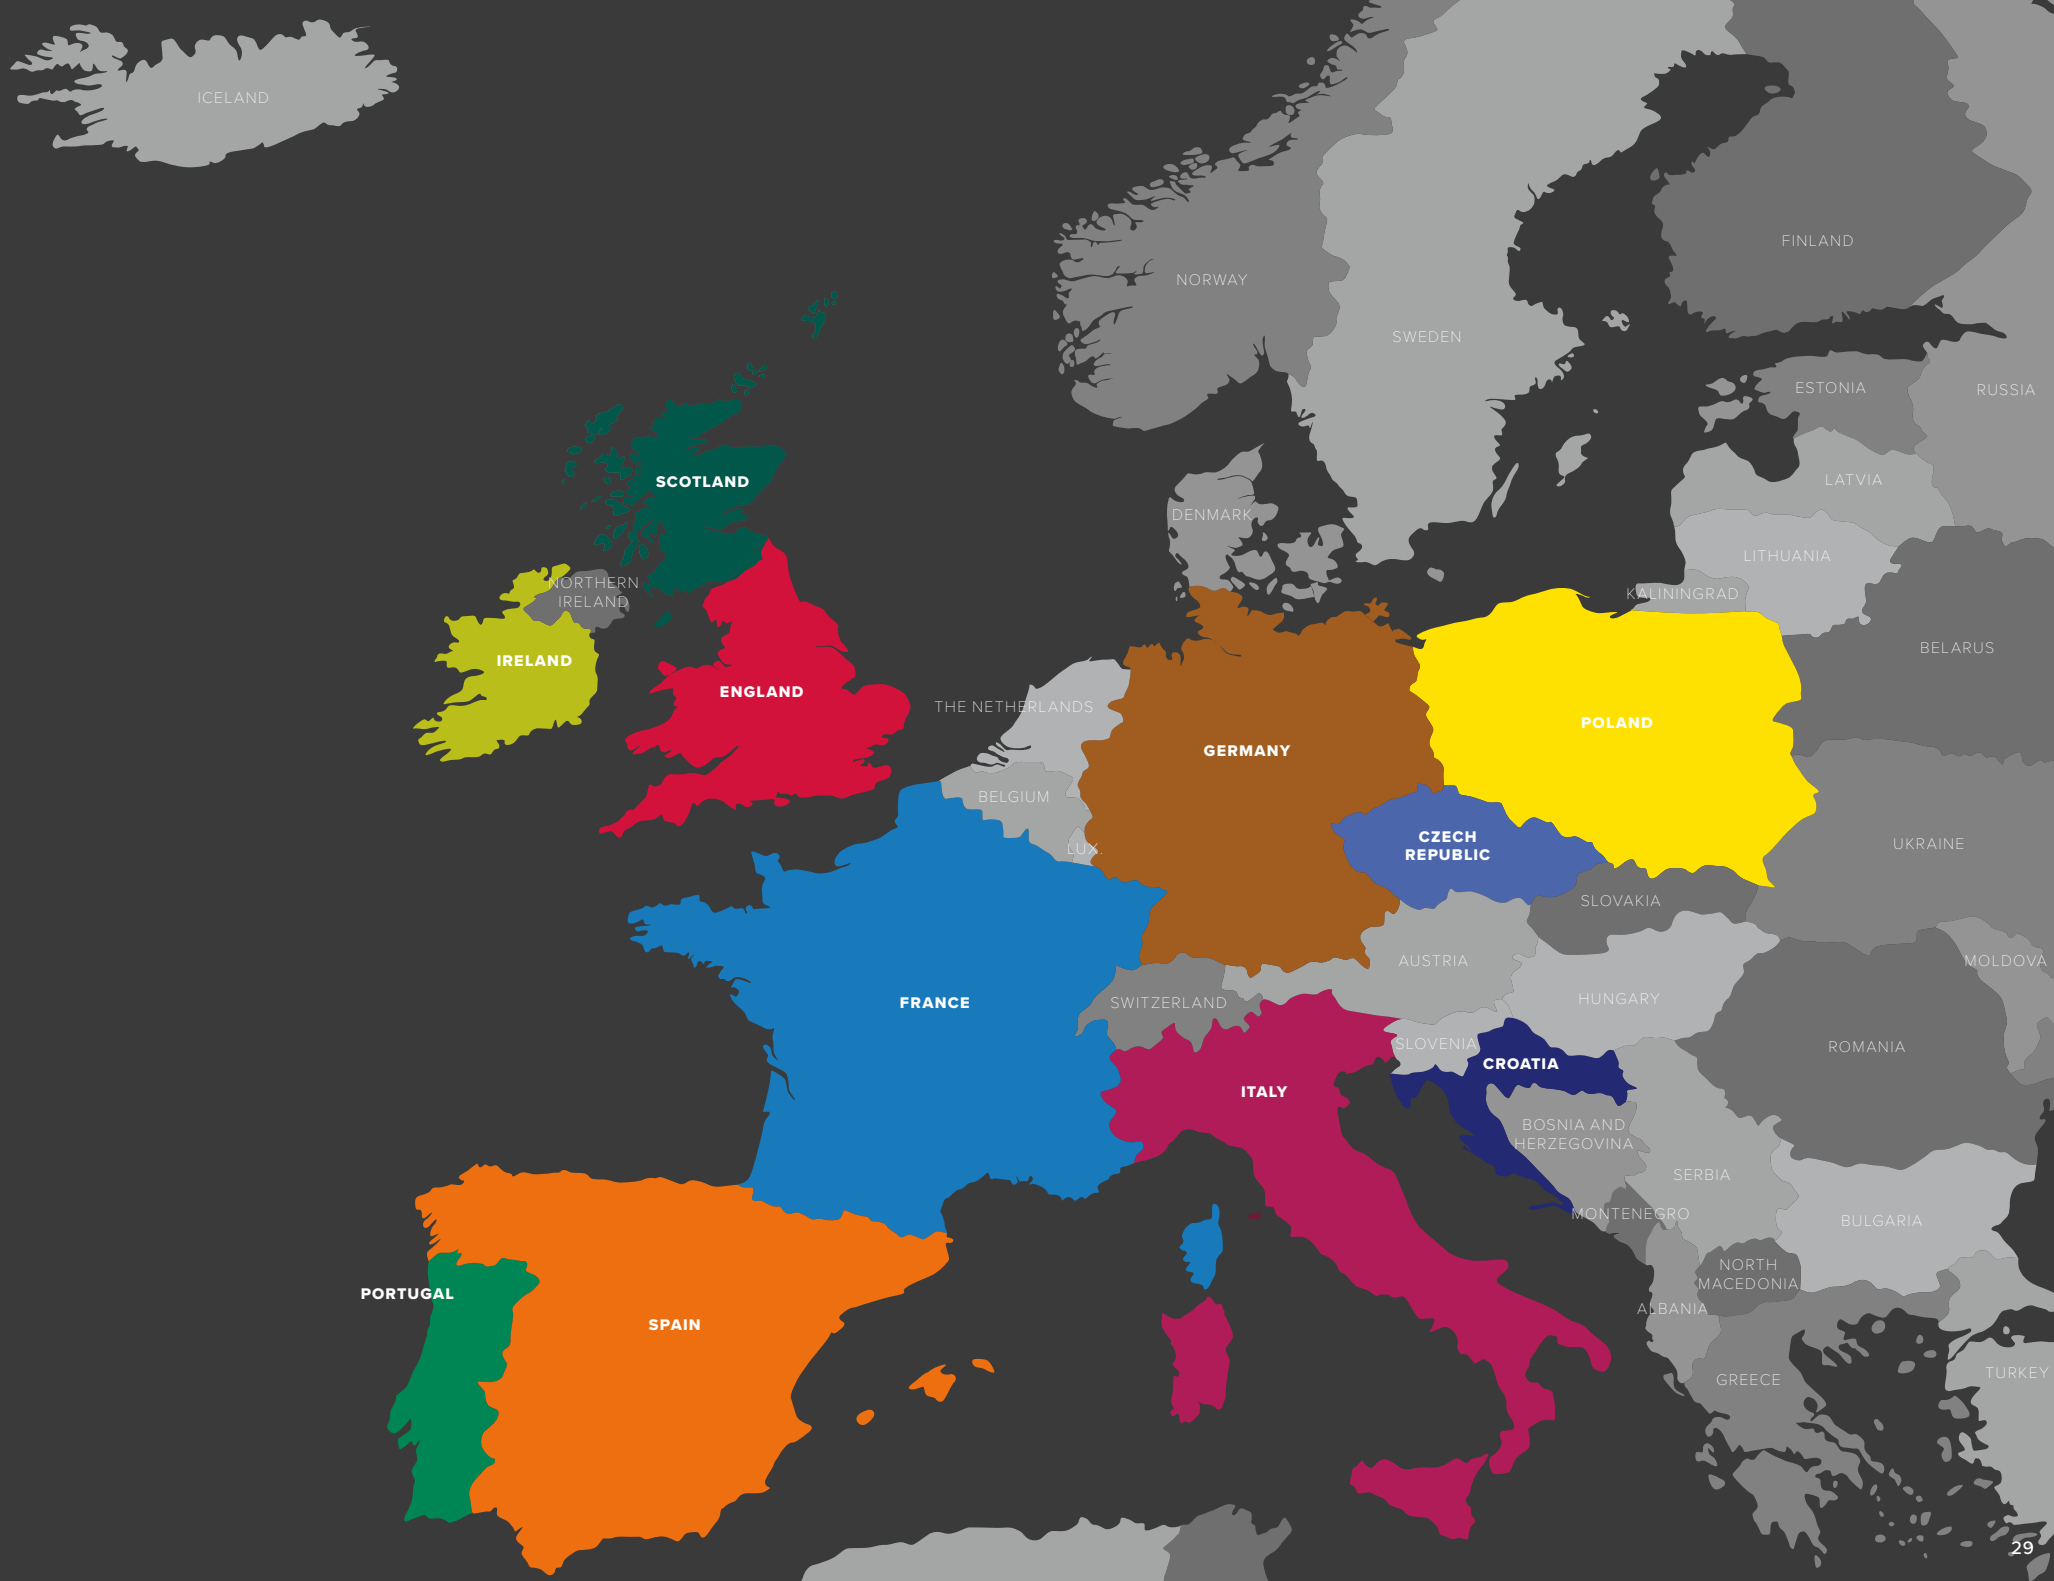 ICELAND
FINLAND
NORWAY
SWEDEN
ESTONIA
RUSSIA
LATVIA
SCOTLAND
DENMARK
LITHUANIA
NORTHERN
IRELAND
KALININGRAD
BELARUS
IRELAND
ENGLAND
THE NETHERLANDS
POLAND
GERMANY
BELGIUM
CZECH
REPUBLIC
UKRAINE
LUX.
SLOVAKIA
AUSTRIA
MOLDOVA
FRANCE
SWITZERLAND
HUNGARY
SLOVENIA
ROMANIA
CROATIA
ITALY
BOSNIA AND
HERZEGOVINA
SERBIA
MONTENEGRO
BULGARIA
NORTH
MACEDONIA
PORTUGAL
ALBANIA
SPAIN
GREECE
TURKEY
29